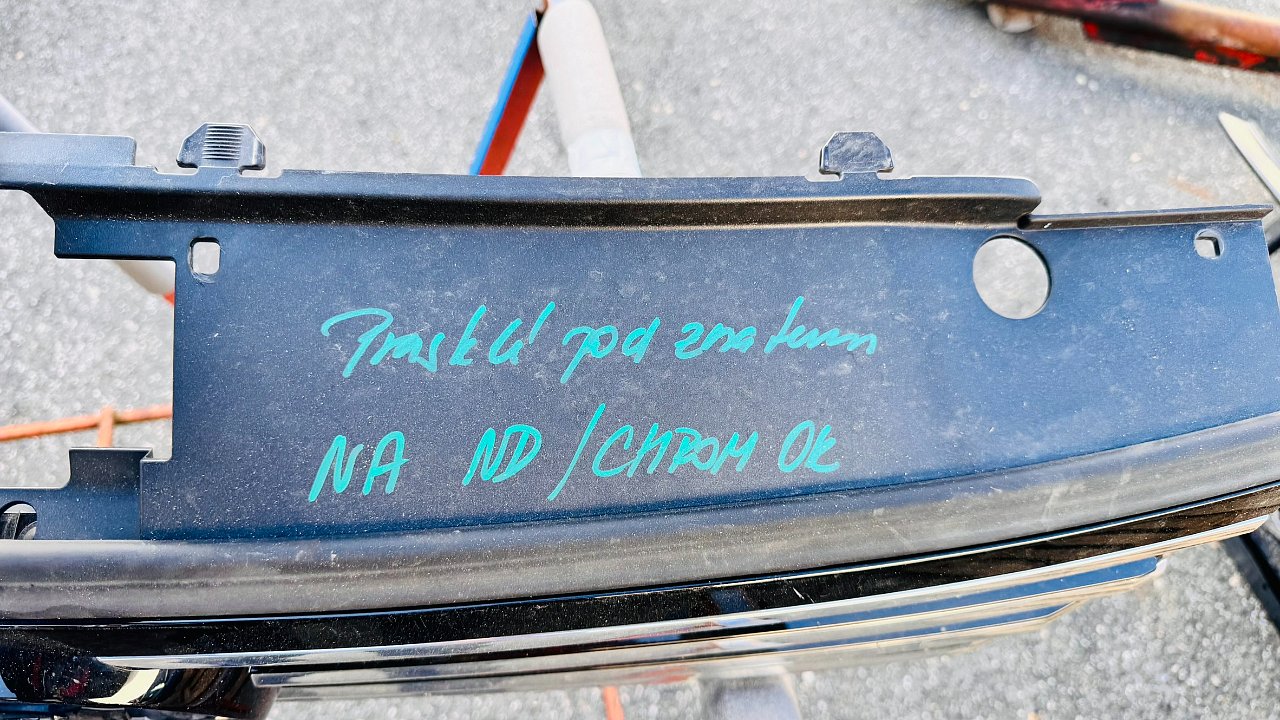 Prasklá pod znakem
NA ND / CHROM OK